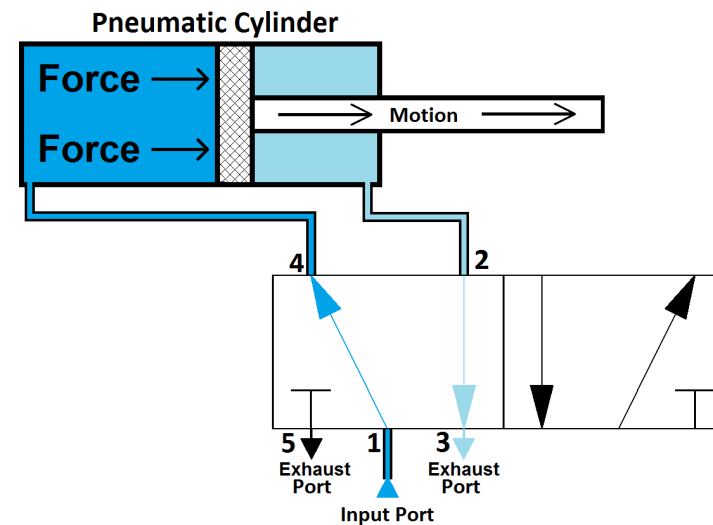 Pneumatic Cylinder
Force
Motion
Force
4
2
5
1
3
Exhaust
Port
Exhaust
Port
Input Port